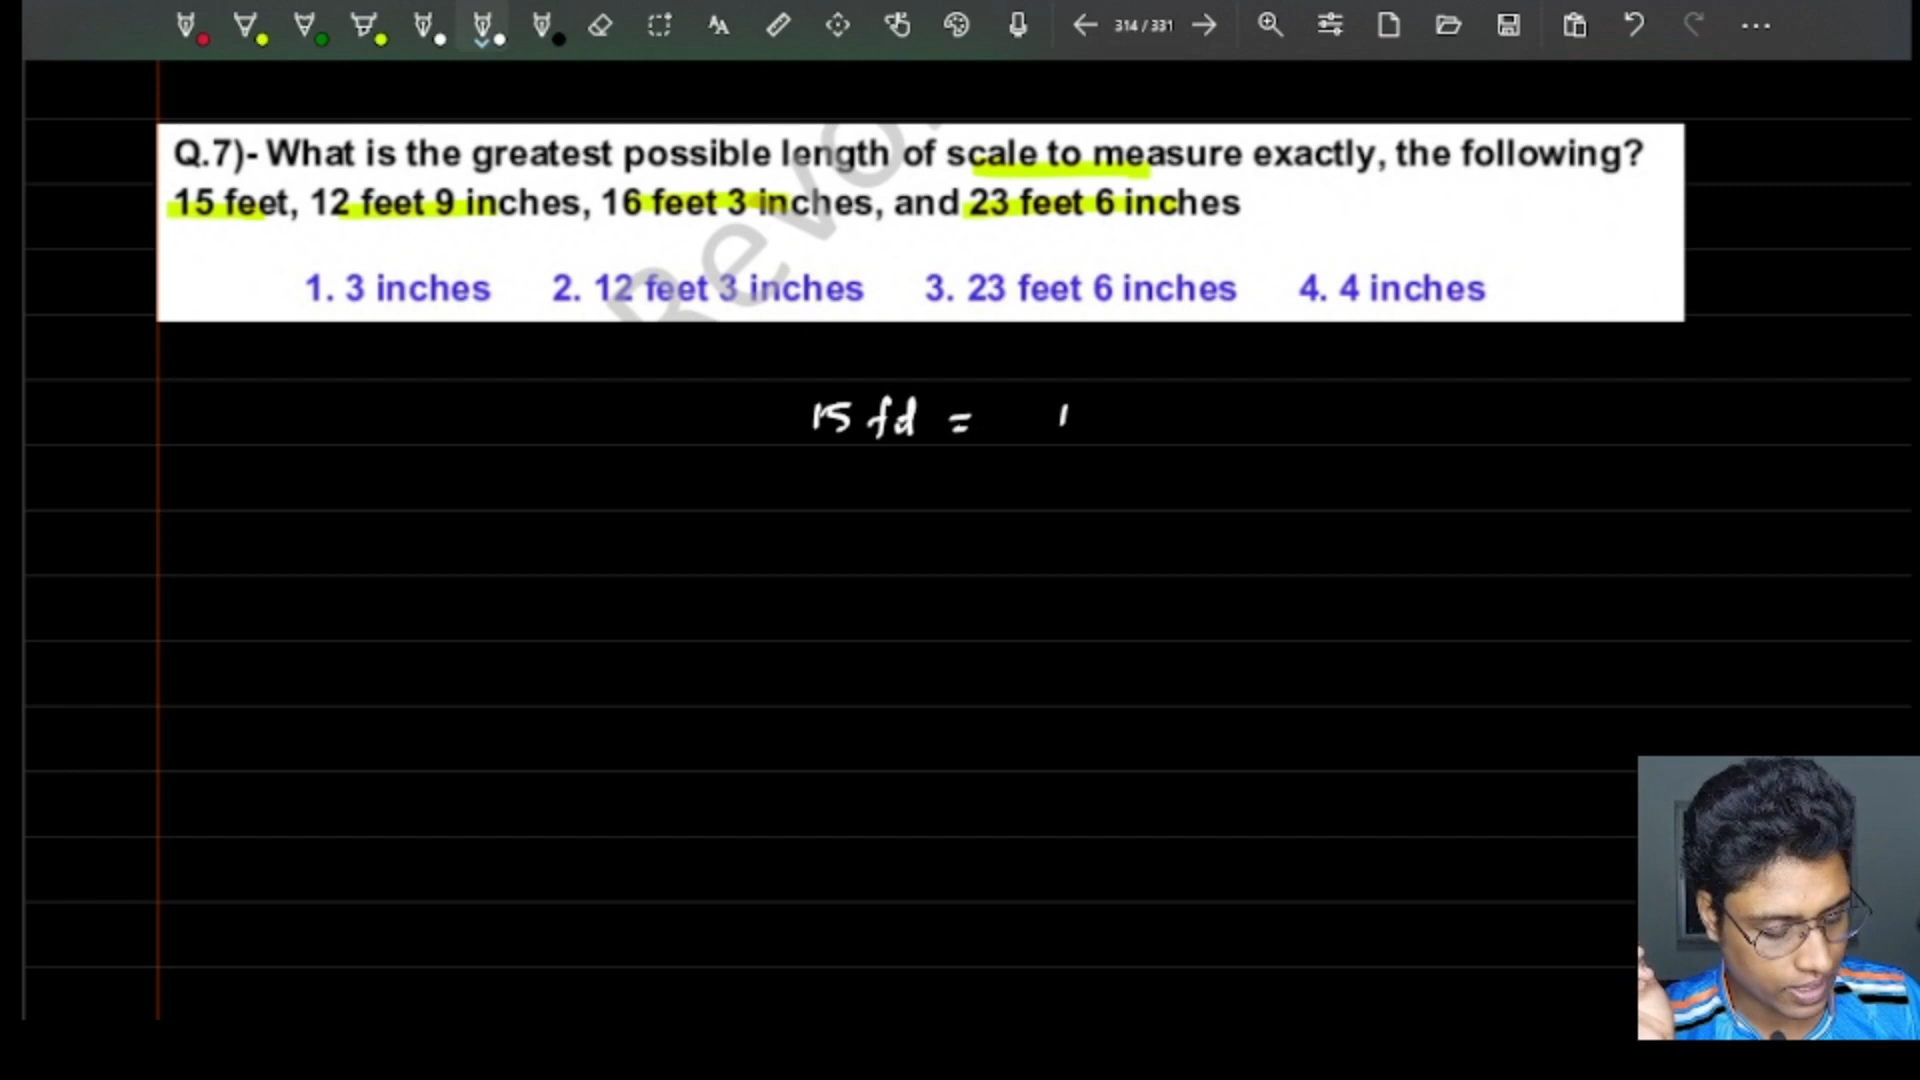 314 / 331
Q.7)- What is the greatest possible length of scale to measure exactly, the following?
15 feet, 12 feet 9 inches, 16 feet 3 inches, and 23 feet 6 inches
1. 3 inches 2. 12 feet 3 inches 3. 23 feet 6 inches 4. 4 inches
Revo
15 = 1